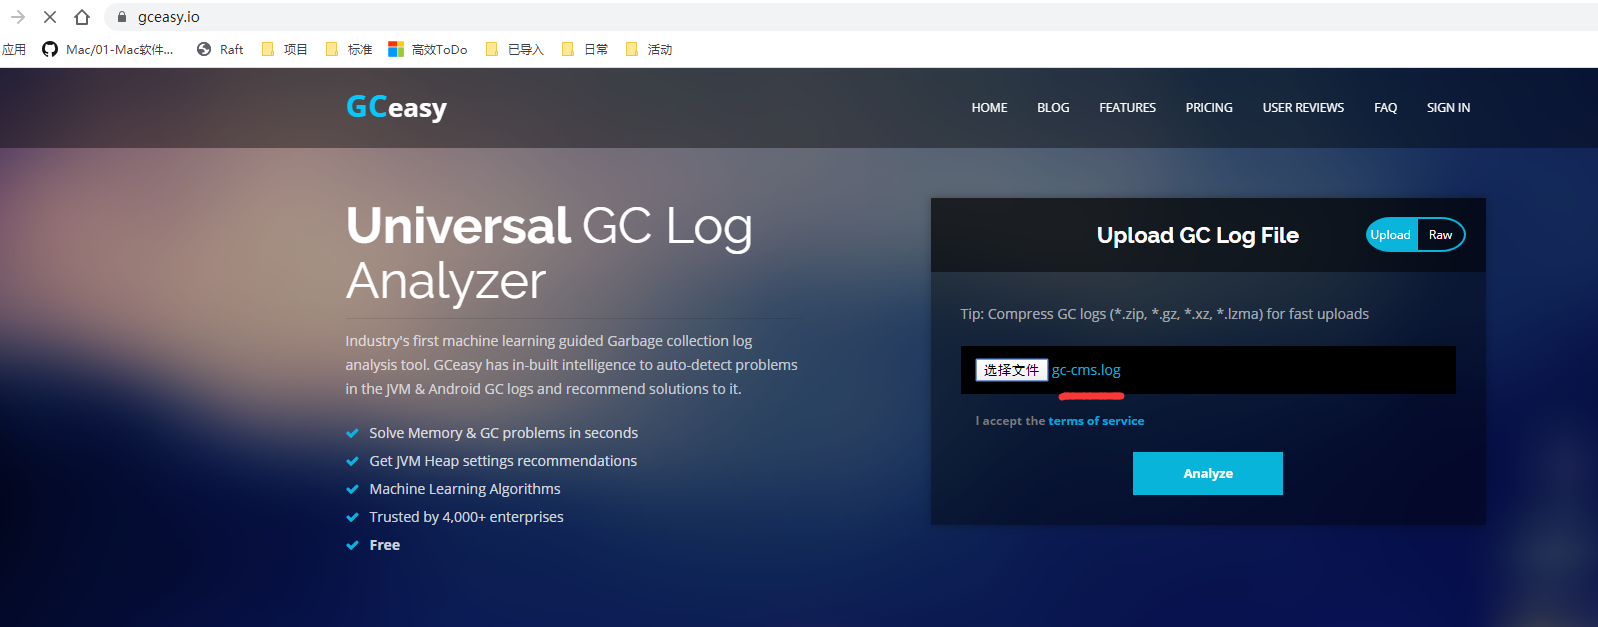 gceasy.io
应用 Mac/01-Mac软件... Raft 项目 标准 高效ToDo 已导入 日常 活动
GCeasy HOME BLOG FEATURES PRICING USER REVIEWS FAQ SIGN IN
Universal GC Log
Analyzer
Industry's first machine learning guided Garbage collection log
analysis tool. GCeasy has in-built intelligence to auto-detect problems
in the JVM & Android GC logs and recommend solutions to it.
Solve Memory & GC problems in seconds
Get JVM Heap settings recommendations
Machine Learning Algorithms
Trusted by 4,000+ enterprises
Free
Upload GC Log File
Upload Raw
Tip: Compress GC logs (*.zip, *.gz, *.xz, *.lzma) for fast uploads
选择文件 gc-cms.log
I accept the terms of service
Analyze